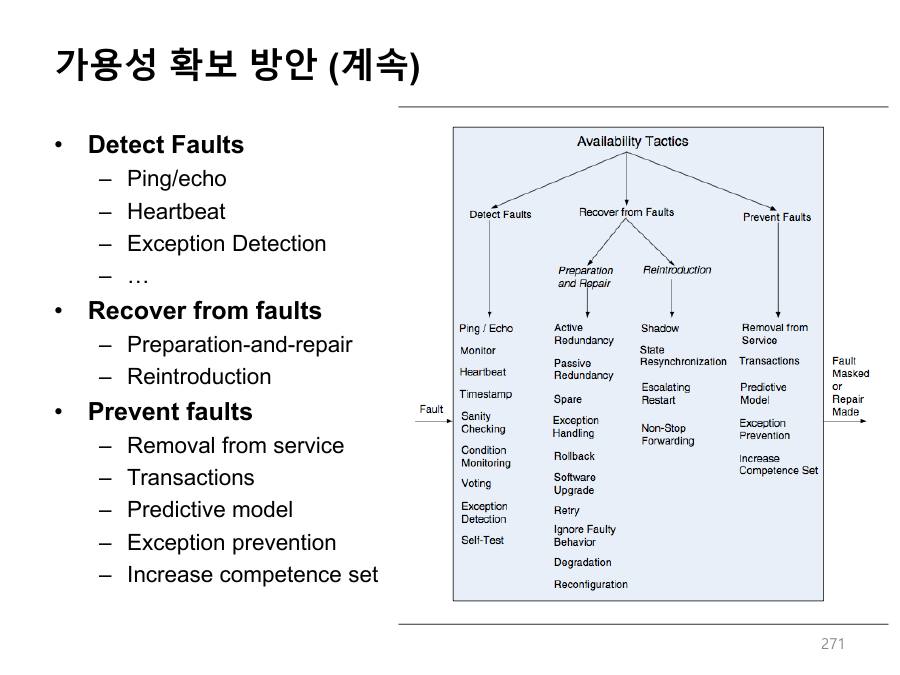 가용성 확보 방안 (계속)
• Detect Faults
– Ping/echo
– Heartbeat
– Exception Detection
– …
• Recover from faults
– Preparation-and-repair
– Reintroduction
• Prevent faults
– Removal from service
– Transactions
– Predictive model
– Exception prevention
– Increase competence set
Availability Tactics
Detect Faults
Recover from Faults
Prevent Faults
Preparation
and Repair
Reintroduction
Fault
Ping / Echo
Monitor
Heartbeat
Timestamp
Sanity
Checking
Condition
Monitoring
Voting
Exception
Detection
Self-Test
Active
Redundancy
Passive
Redundancy
Spare
Exception
Handling
Rollback
Software
Upgrade
Retry
Ignore Faulty
Behavior
Degradation
Reconfiguration
Shadow
State
Resynchronization
Escalating
Restart
Non-Stop
Forwarding
Removal from
Service
Transactions
Predictive
Model
Exception
Prevention
Increase
Competence Set
Fault
Masked
or
Repair
Made
271